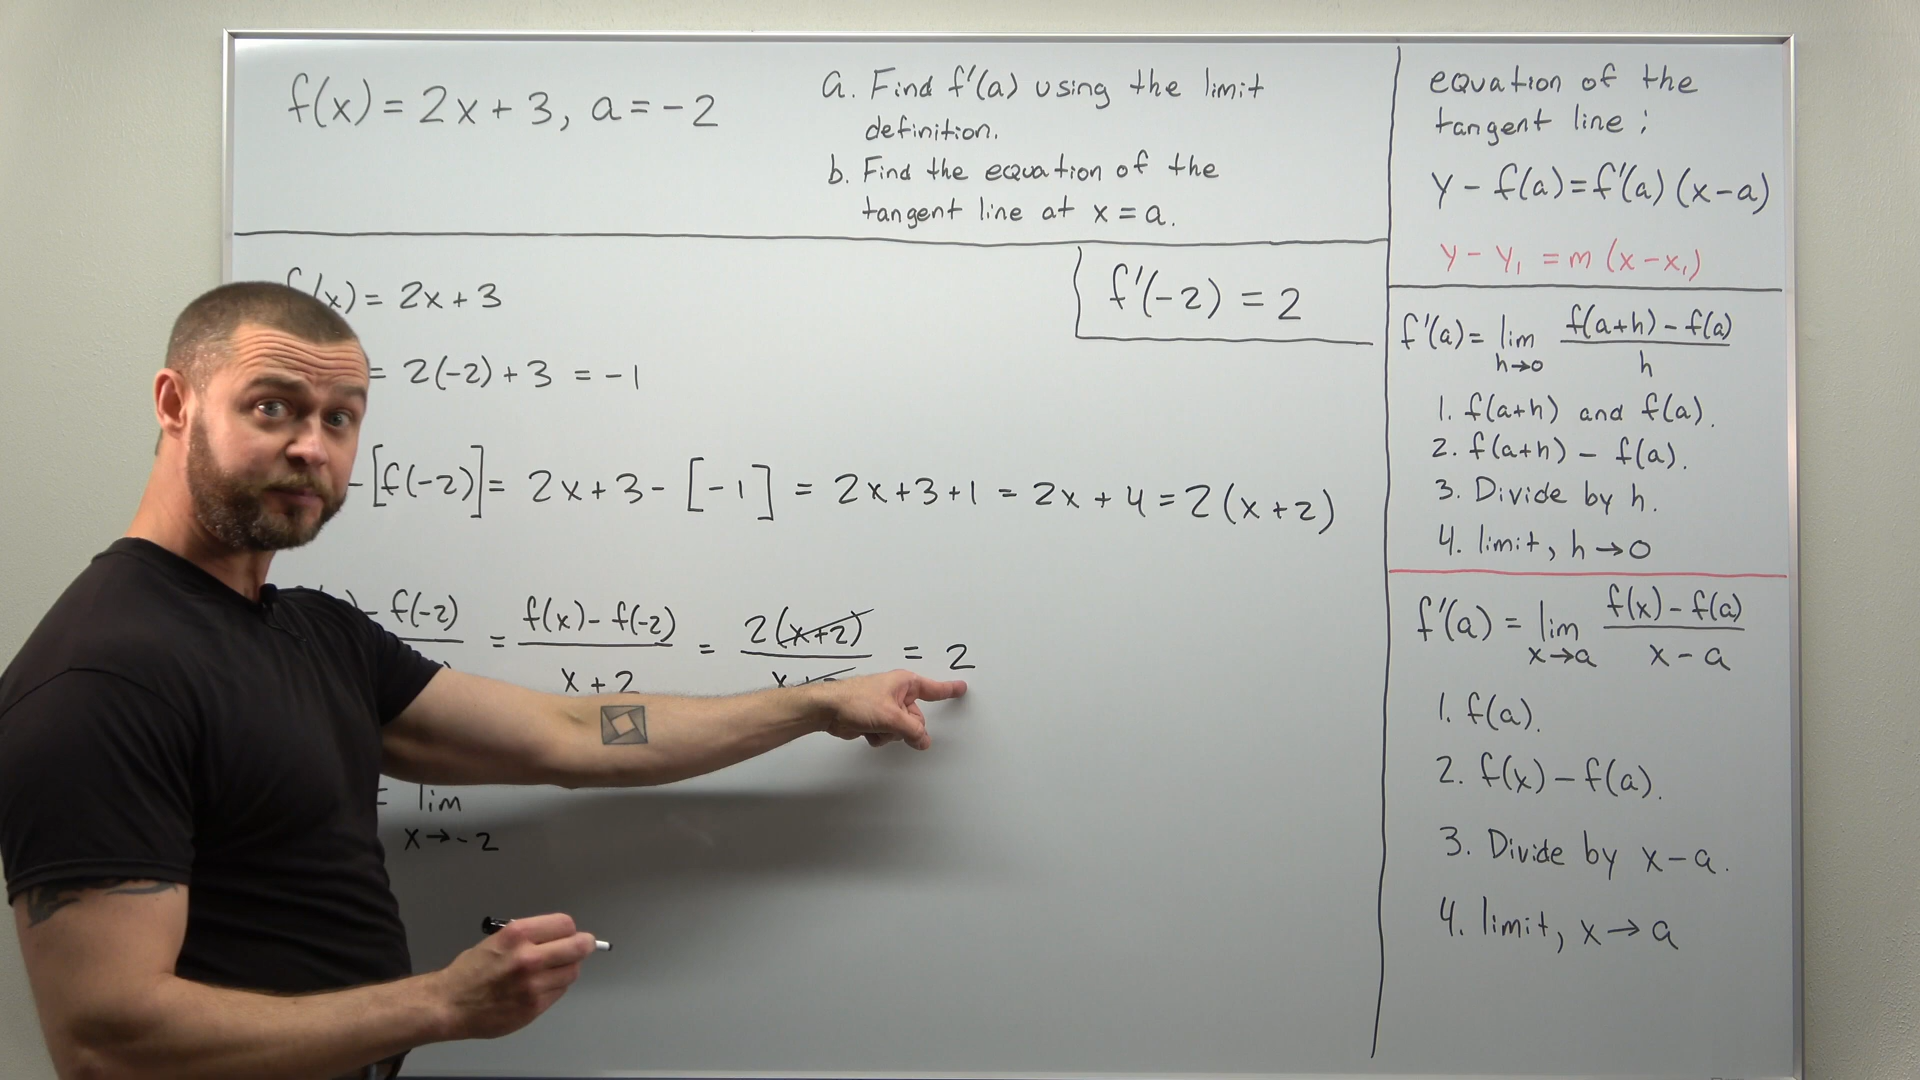 f(x) = 2x + 3, a = -2
a. Find f'(a) using the limit
definition.
b. Find the equation of the
tangent line at x = a.
f(x) = 2x + 3
= 2(-2) + 3 = -1
- [f(-2)] = 2x + 3 - [-1] = 2x + 3 + 1 = 2x + 4 = 2(x + 2)
f'(-2) = 2
) - f(-2) = f(x) - f(-2) / x + 2 = 2(x+2) / x+2 = 2
= lim x→-2
equation of the
tangent line :
y - f(a) = f'(a) (x - a)
y - y₁ = m (x - x₁)
f'(a) = lim h→0 f(a+h) - f(a) / h
1. f(a+h) and f(a).
2. f(a+h) - f(a).
3. Divide by h.
4. limit, h → 0
f'(a) = lim x→a f(x) - f(a) / x - a
1. f(a).
2. f(x) - f(a).
3. Divide by x - a.
4. limit, x → a